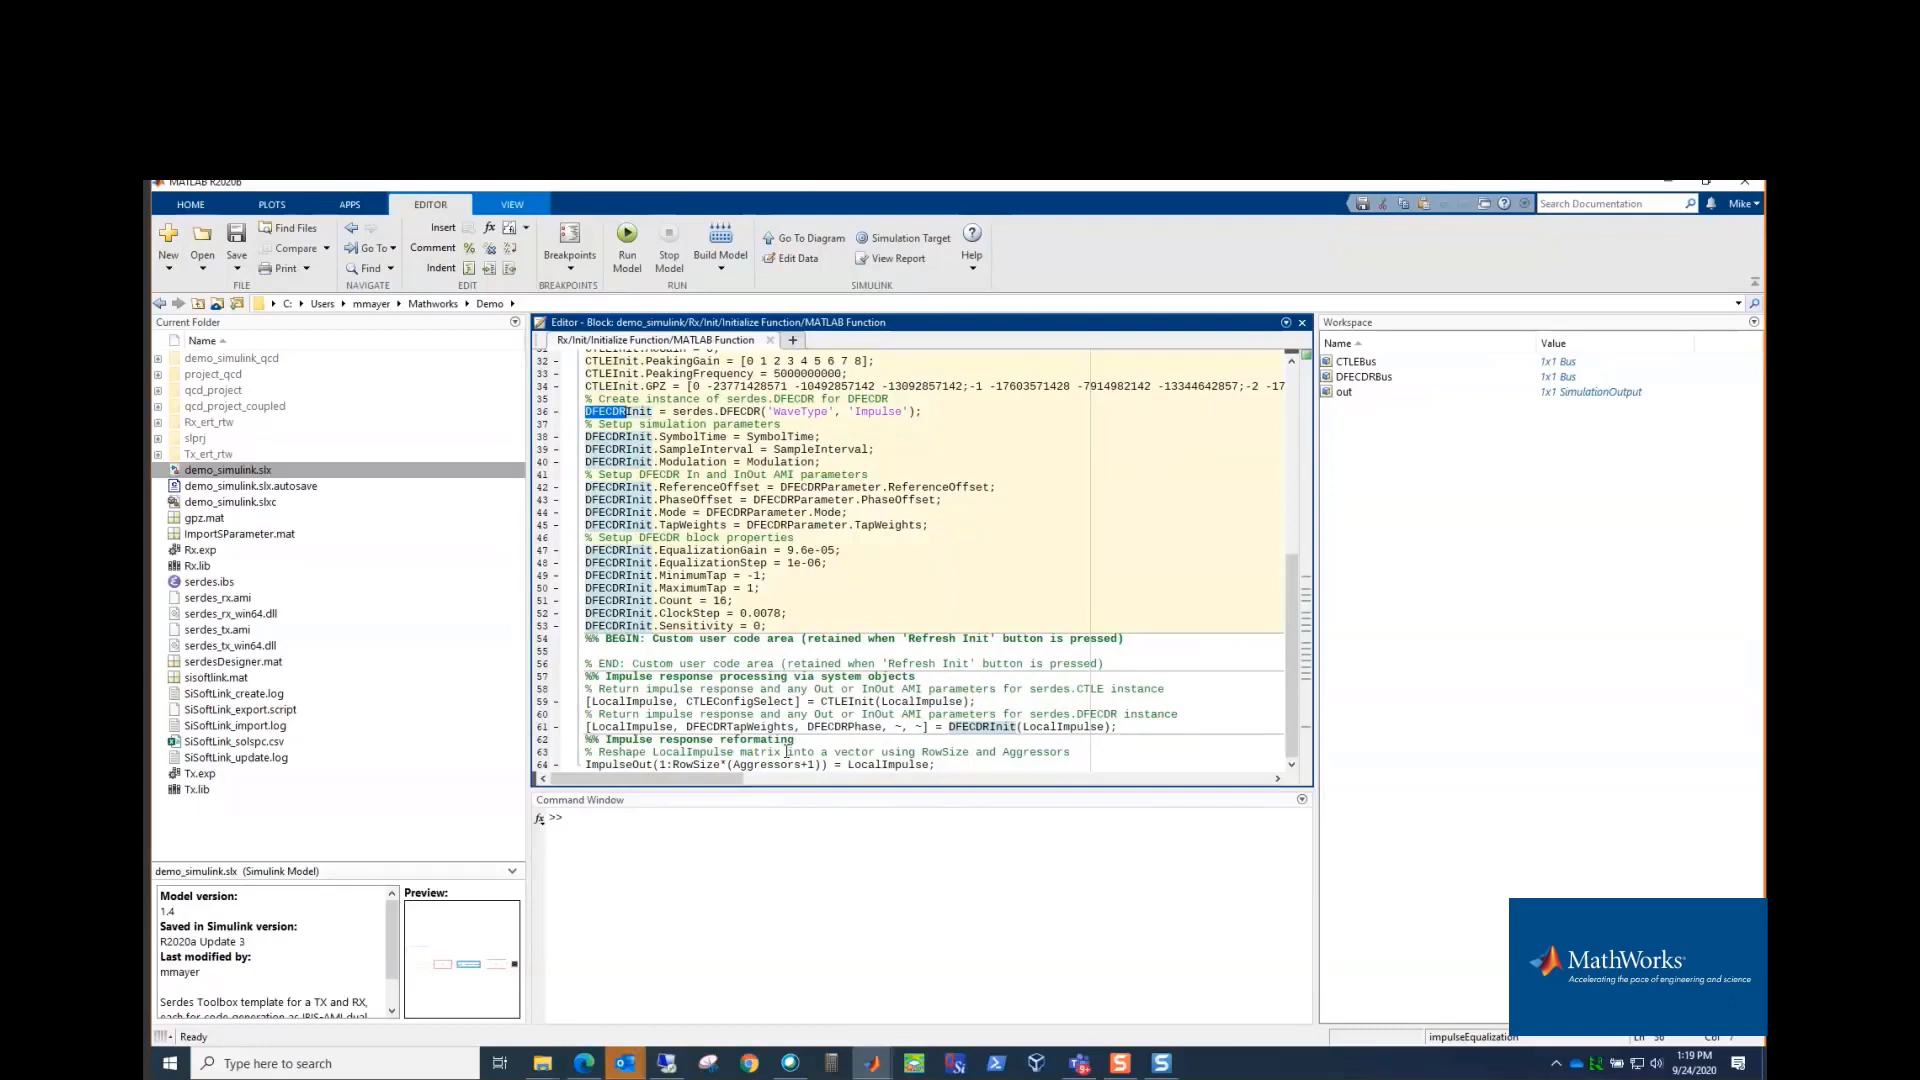 MATLAB R2020b
HOME PLOTS APPS EDITOR VIEW
Search Documentation
Mike
New Open Save
Find Files
Compare
Print
FILE
Go To
Find
NAVIGATE
Insert fx
Comment
Indent
EDIT
Breakpoints
BREAKPOINTS
Run Model
Stop Model
Build Model
RUN
Go To Diagram
Edit Data
Simulation Target
View Report
SIMULINK
Help
C: Users mmayer Mathworks Demo
Current Folder
Name
demo_simulink_qcd
project_qcd
qcd_project
qcd_project_coupled
Rx_ert_rtw
slprj
Tx_ert_rtw
demo_simulink.slx
demo_simulink.slx.autosave
demo_simulink.slxc
gpz.mat
ImportSParameter.mat
Rx.exp
Rx.lib
serdes.ibs
serdes_rx.ami
serdes_rx_win64.dll
serdes_tx.ami
serdes_tx_win64.dll
serdesDesigner.mat
sisoftlink.mat
SiSoftLink_create.log
SiSoftLink_export.script
SiSoftLink_import.log
SiSoftLink_solspc.csv
SiSoftLink_update.log
Tx.exp
Tx.lib
demo_simulink.slx (Simulink Model)
Model version:
1.4
Saved in Simulink version:
R2020a Update 3
Last modified by:
mmayer
Serdes Toolbox template for a TX and RX,
each for code generation as IBIS-AMI dual
Preview:
Editor - Block: demo_simulink/Rx/Init/Initialize Function/MATLAB Function
Rx/Init/Initialize Function/MATLAB Function
32 - CTLEInit.PeakingGain = [0 1 2 3 4 5 6 7 8];
33 - CTLEInit.PeakingFrequency = 5000000000;
34 - CTLEInit.GPZ = [0 -23771428571 -10492857142 -13092857142;-1 -17603571428 -7914982142 -13344642857;-2 -17
35 % Create instance of serdes.DFECDR for DFECDR
36 - DFECDRInit = serdes.DFECDR('WaveType', 'Impulse');
37 % Setup simulation parameters
38 - DFECDRInit.SymbolTime = SymbolTime;
39 - DFECDRInit.SampleInterval = SampleInterval;
40 - DFECDRInit.Modulation = Modulation;
41 % Setup DFECDR In and InOut AMI parameters
42 - DFECDRInit.ReferenceOffset = DFECDRParameter.ReferenceOffset;
43 - DFECDRInit.PhaseOffset = DFECDRParameter.PhaseOffset;
44 - DFECDRInit.Mode = DFECDRParameter.Mode;
45 - DFECDRInit.TapWeights = DFECDRParameter.TapWeights;
46 % Setup DFECDR block properties
47 - DFECDRInit.EqualizationGain = 9.6e-05;
48 - DFECDRInit.EqualizationStep = 1e-06;
49 - DFECDRInit.MinimumTap = -1;
50 - DFECDRInit.MaximumTap = 1;
51 - DFECDRInit.Count = 16;
52 - DFECDRInit.ClockStep = 0.0078;
53 - DFECDRInit.Sensitivity = 0;
54 %% BEGIN: Custom user code area (retained when 'Refresh Init' button is pressed)
55
56 % END: Custom user code area (retained when 'Refresh Init' button is pressed)
57 %% Impulse response processing via system objects
58 % Return impulse response and any Out or InOut AMI parameters for serdes.CTLE instance
59 - [LocalImpulse, CTLEConfigSelect] = CTLEInit(LocalImpulse);
60 % Return impulse response and any Out or InOut AMI parameters for serdes.DFECDR instance
61 - [LocalImpulse, DFECDRTapWeights, DFECDRPhase, ~, ~] = DFECDRInit(LocalImpulse);
62 %% Impulse response reformating
63 % Reshape LocalImpulse matrix into a vector using RowSize and Aggressors
64 - ImpulseOut(1:RowSize*(Aggressors+1)) = LocalImpulse;
Command Window
fx >>
Workspace
Name Value
CTLEBus 1x1 Bus
DFECDRBus 1x1 Bus
out 1x1 SimulationOutput
MathWorks
Accelerating the pace of engineering and science
Ready
impulseEqualization
Type here to search
1:19 PM
9/24/2020